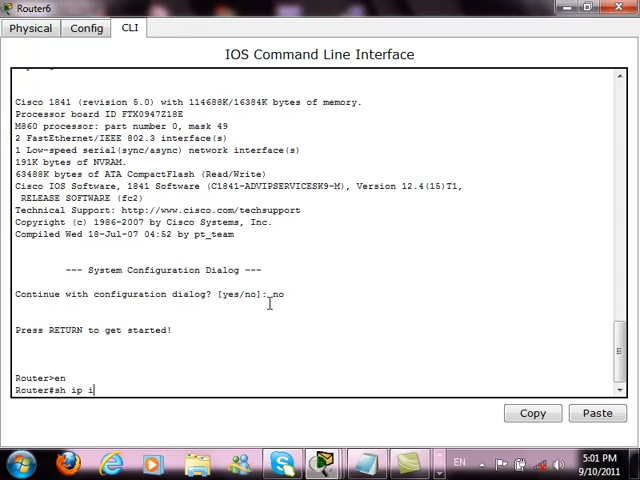 Router6
Physical Config CLI
IOS Command Line Interface
Cisco 1841 (revision 5.0) with 114688K/16384K bytes of memory.
Processor board ID FTX0947Z18E
M860 processor: part number 0, mask 49
2 FastEthernet/IEEE 802.3 interface(s)
1 Low-speed serial(sync/async) network interface(s)
191K bytes of NVRAM.
63488K bytes of ATA CompactFlash (Read/Write)
Cisco IOS Software, 1841 Software (C1841-ADVIPSERVICESK9-M), Version 12.4(15)T1,
RELEASE SOFTWARE (fc2)
Technical Support: http://www.cisco.com/techsupport
Copyright (c) 1986-2007 by Cisco Systems, Inc.
Compiled Wed 18-Jul-07 04:52 by pt_team
--- System Configuration Dialog ---
Continue with configuration dialog? [yes/no]: no
Press RETURN to get started!
Router>en
Router#sh ip i
Copy Paste
EN 5:01 PM
9/10/2011